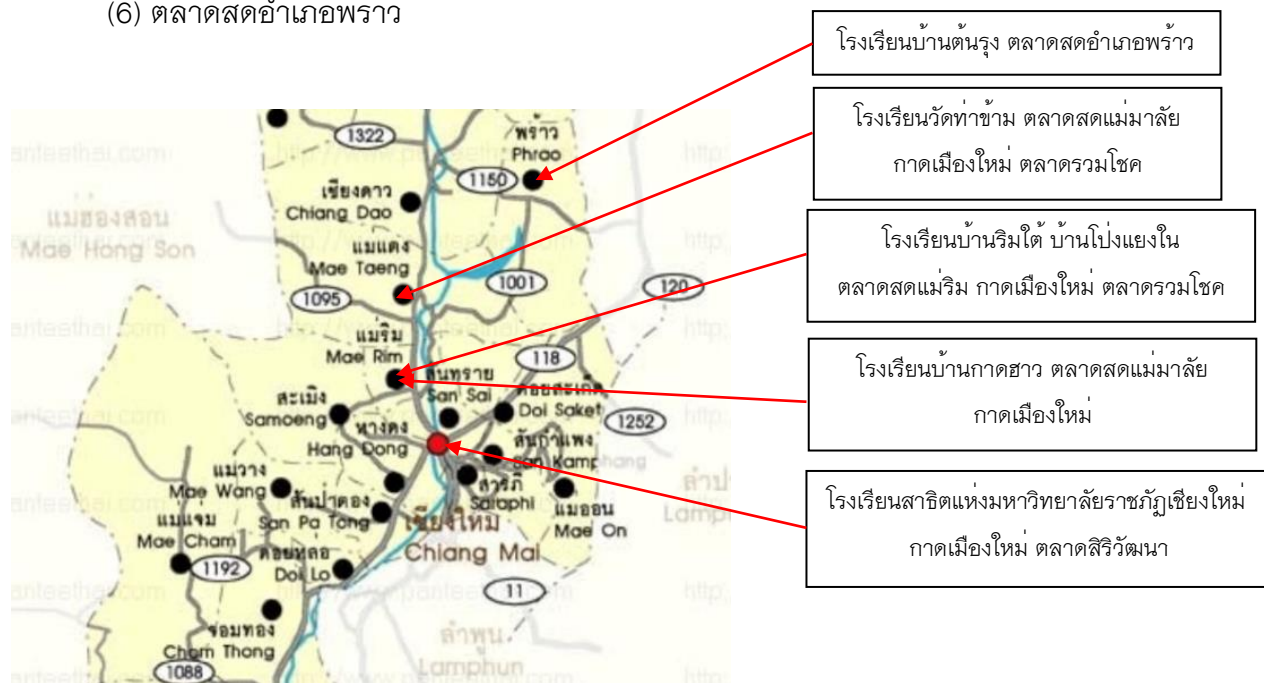 (6) ตลาดสดอำเภอพราว
โรงเรียนบ้านต้นรุง ตลาดสดอำเภอพร้าว
โรงเรียนวัดท่าข้าม ตลาดสดแม่มาลัย
กาดเมืองใหม่ ตลาดรวมโชค
โรงเรียนบ้านริมใต้ บ้านโป่งแยงใน
ตลาดสดแม่ริม กาดเมืองใหม่ ตลาดรวมโชค
โรงเรียนบ้านกาดฮาว ตลาดสดแม่มาลัย
กาดเมืองใหม่
โรงเรียนสาธิตแห่งมหาวิทยาลัยราชภัฏเชียงใหม่
กาดเมืองใหม่ ตลาดสิริวัฒนา
1322
พร้าว
Phrao
1150
เชียงดาว
Chiang Dao
แม่ฮ่องสอน
Mae Hong Son
แม่แตง
Mae Taeng
1001
120
1095
แม่ริม
Mae Rim
118
สันทราย
San Sai
ดอยสะเก็ด
Doi Saket
สะเมิง
Samoeng
1252
หางดง
Hang Dong
สันกำแพง
San Kamphang
แม่วาง
Mae Wang
สันป่าตอง
San Pa Tong
สารภี
Saraphi
แม่ออน
Mae On
แม่แจ่ม
Mae Cham
เชียงใหม่
Chiang Mai
ดอยหลอ
Doi Lo
1192
11
จอมทอง
Chom Thong
ลำพูน
Lamphun
1088